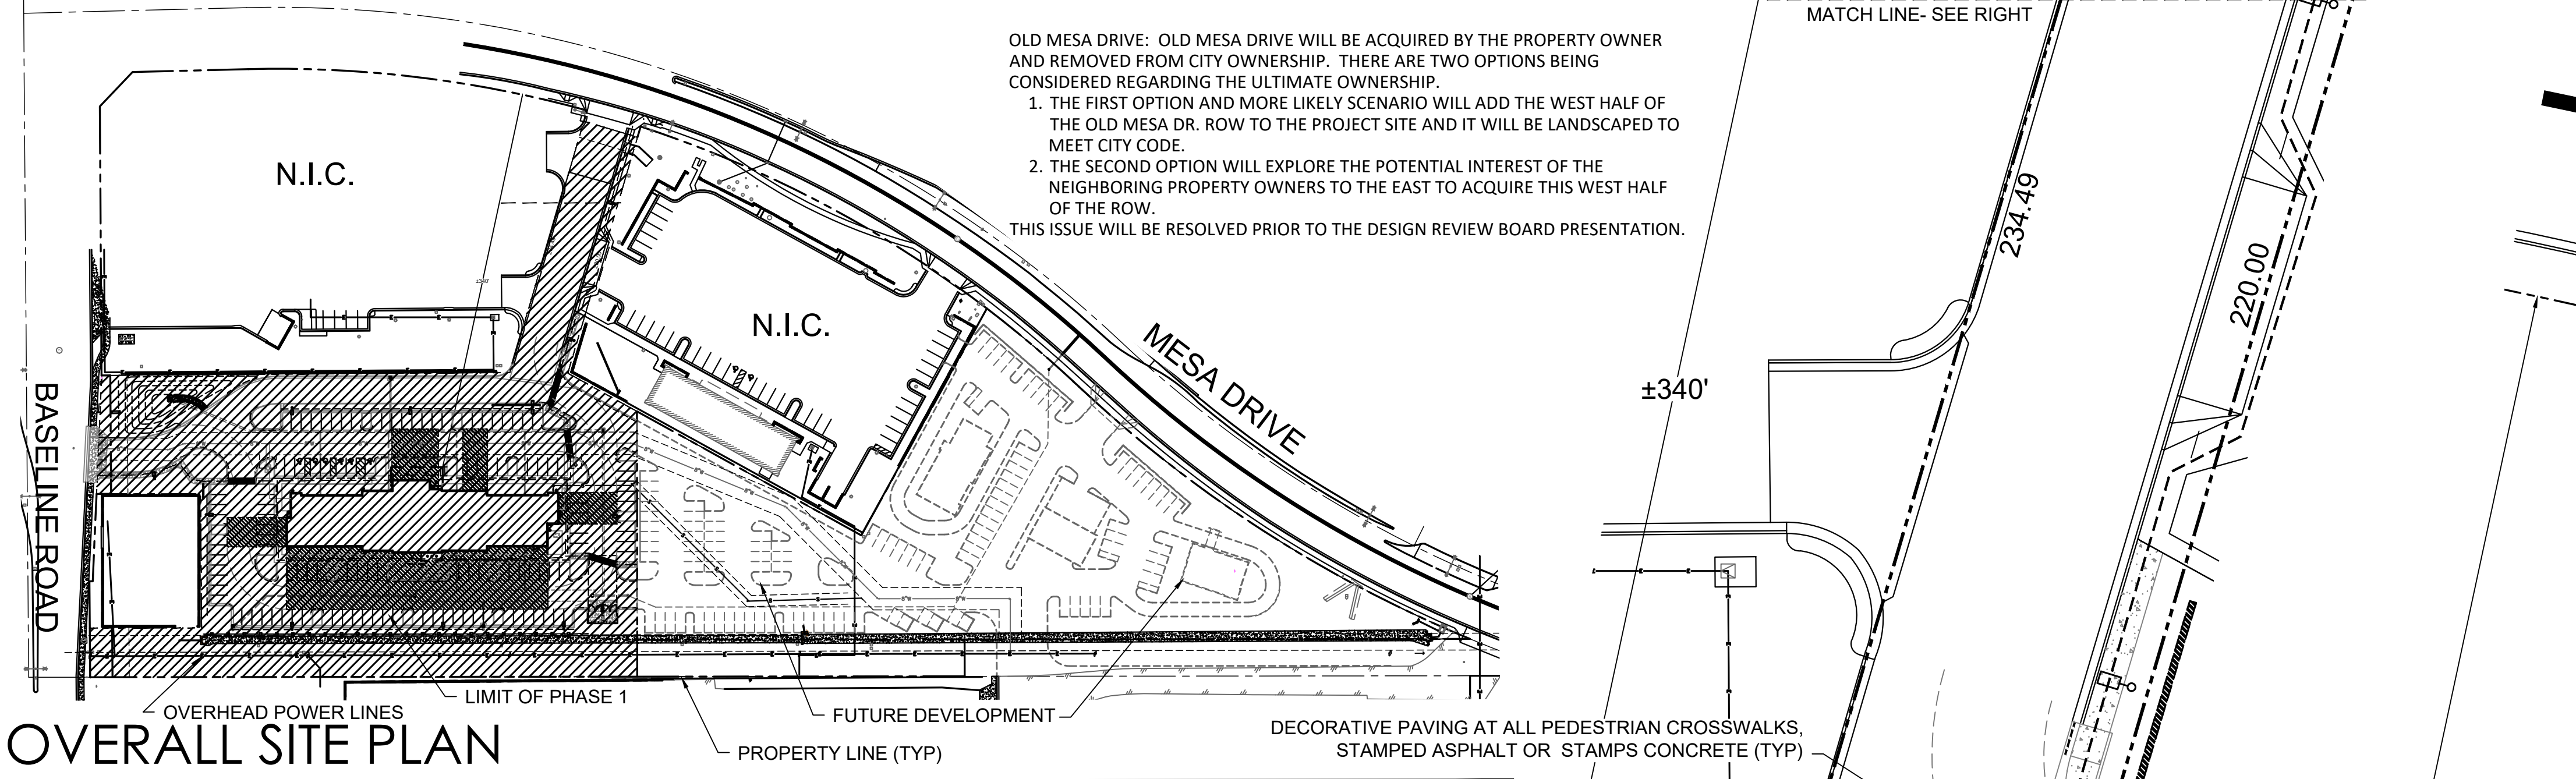 MATCH LINE- SEE RIGHT
OLD MESA DRIVE: OLD MESA DRIVE WILL BE ACQUIRED BY THE PROPERTY OWNER
AND REMOVED FROM CITY OWNERSHIP. THERE ARE TWO OPTIONS BEING
CONSIDERED REGARDING THE ULTIMATE OWNERSHIP.
1. THE FIRST OPTION AND MORE LIKELY SCENARIO WILL ADD THE WEST HALF OF
THE OLD MESA DR. ROW TO THE PROJECT SITE AND IT WILL BE LANDSCAPED TO
MEET CITY CODE.
2. THE SECOND OPTION WILL EXPLORE THE POTENTIAL INTEREST OF THE
NEIGHBORING PROPERTY OWNERS TO THE EAST TO ACQUIRE THIS WEST HALF
OF THE ROW.
THIS ISSUE WILL BE RESOLVED PRIOR TO THE DESIGN REVIEW BOARD PRESENTATION.
N.I.C.
N.I.C.
±340'
MESA DRIVE
BASELINE ROAD
234.49
220.00
±340'
LIMIT OF PHASE 1
OVERHEAD POWER LINES
FUTURE DEVELOPMENT
PROPERTY LINE (TYP)
OVERALL SITE PLAN
DECORATIVE PAVING AT ALL PEDESTRIAN CROSSWALKS,
STAMPED ASPHALT OR STAMPS CONCRETE (TYP)